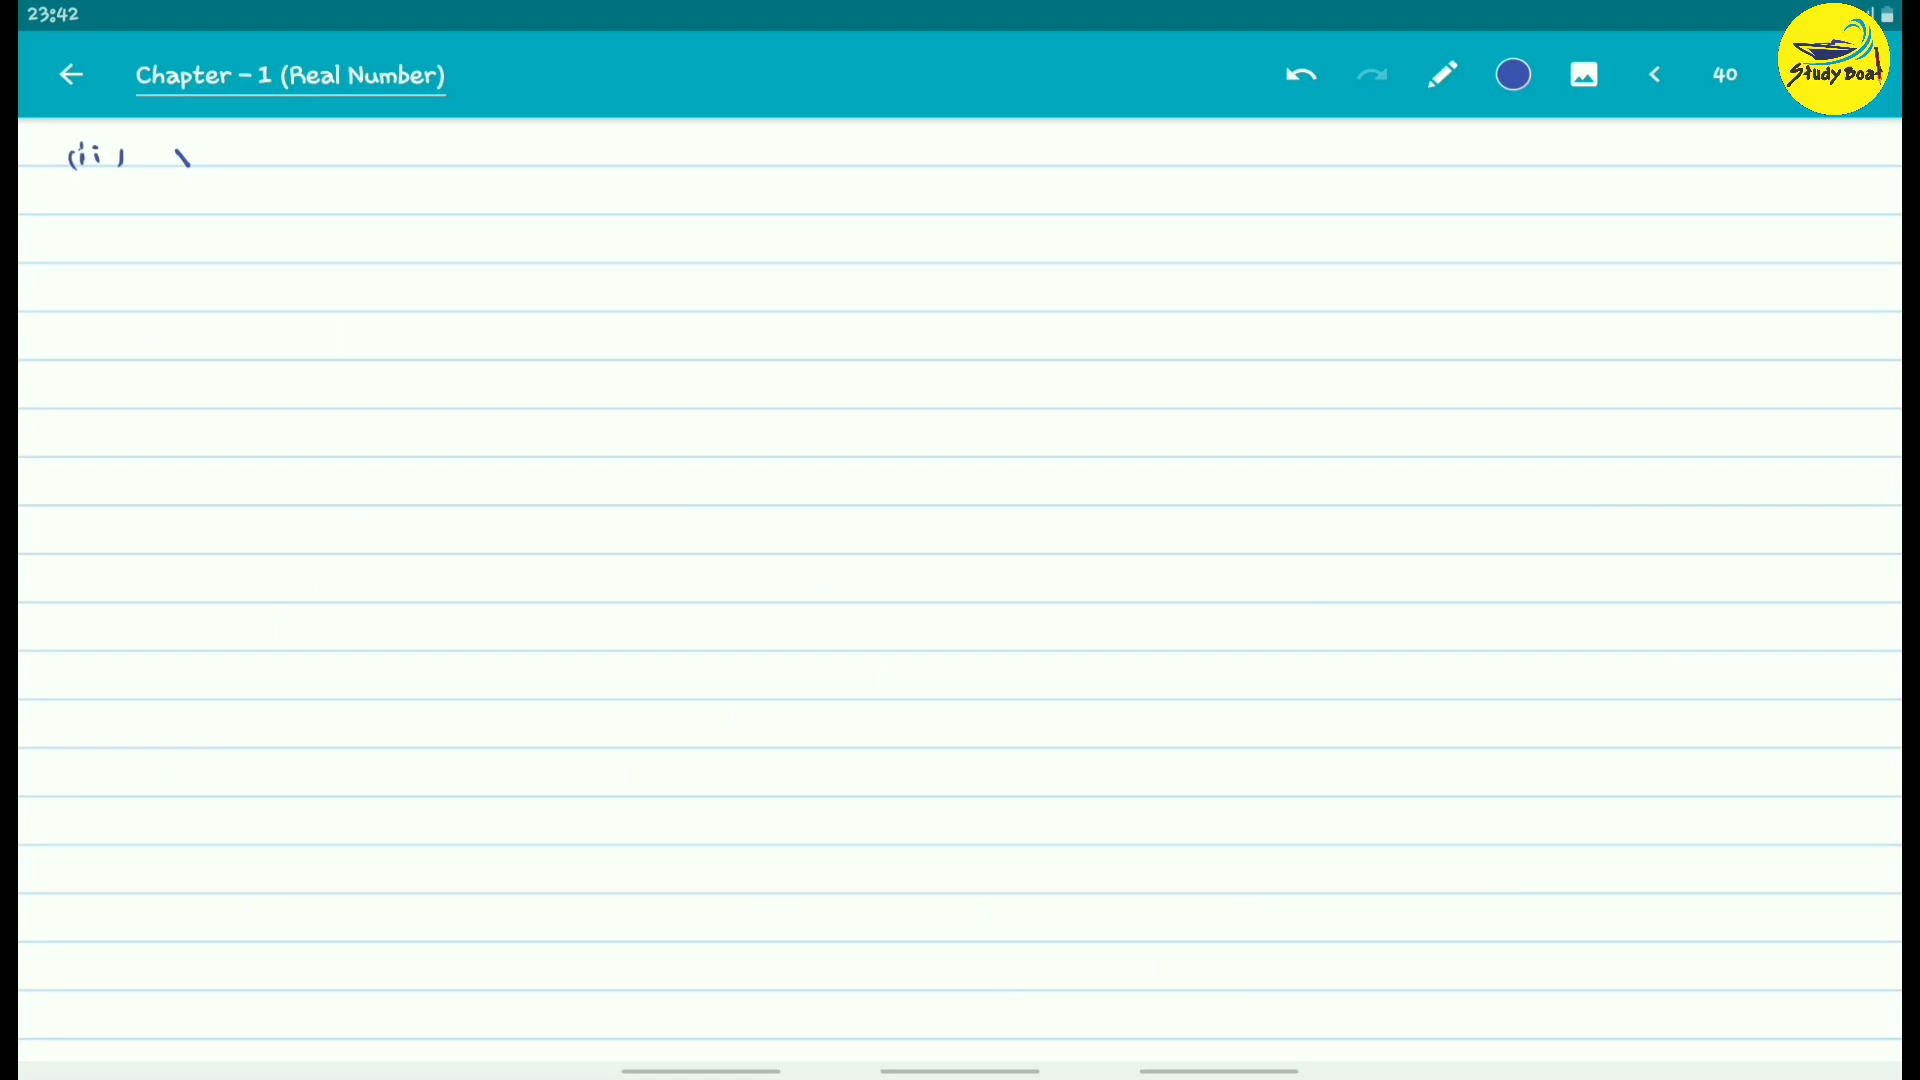 23:42
Chapter – 1 (Real Number)
40
Study Boat
(ii) \